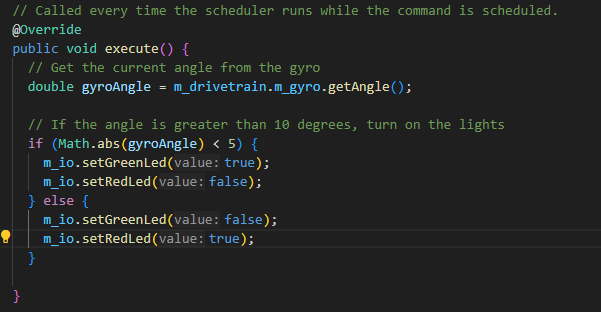 // Called every time the scheduler runs while the command is scheduled.
@Override
public void execute() {
  // Get the current angle from the gyro
  double gyroAngle = m_drivetrain.m_gyro.getAngle();

  // If the angle is greater than 10 degrees, turn on the lights
  if (Math.abs(gyroAngle) < 5) {
    m_io.setGreenLed(value: true);
    m_io.setRedLed(value: false);
  } else {
    m_io.setGreenLed(value: false);
    m_io.setRedLed(value: true);
  }

}